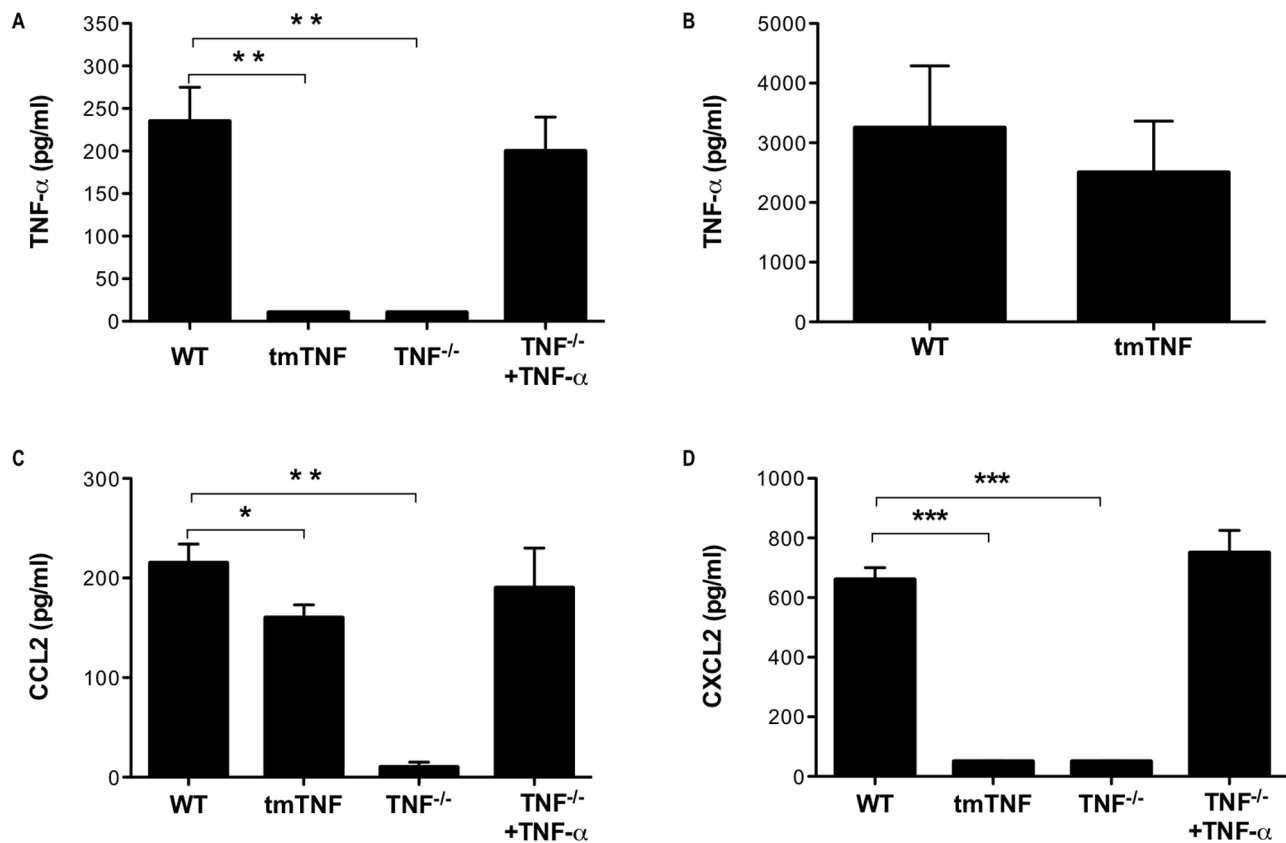 A
TNF-α (pg/ml)
350
300
250
200
150
100
50
0
* *
* *
WT
tmTNF
TNF-/-
TNF-/-
+TNF-α
B
TNF-α (pg/ml)
5000
4000
3000
2000
1000
0
WT
tmTNF
C
CCL2 (pg/ml)
300
200
100
0
* *
*
WT
tmTNF
TNF-/-
TNF-/-
+TNF-α
D
CXCL2 (pg/ml)
1000
800
600
400
200
0
***
***
WT
tmTNF
TNF-/-
TNF-/-
+TNF-α